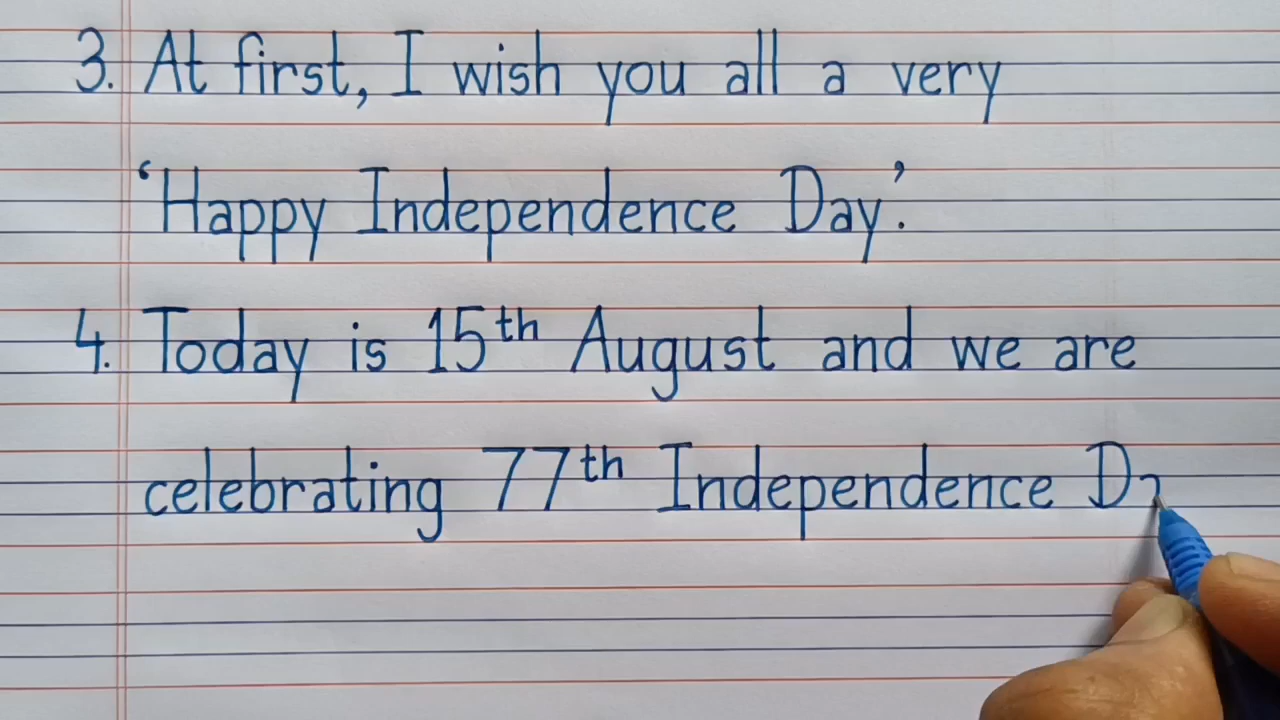 3. At first, I wish you all a very
‘Happy Independence Day.’
4. Today is 15th August and we are
celebrating 77th Independence D